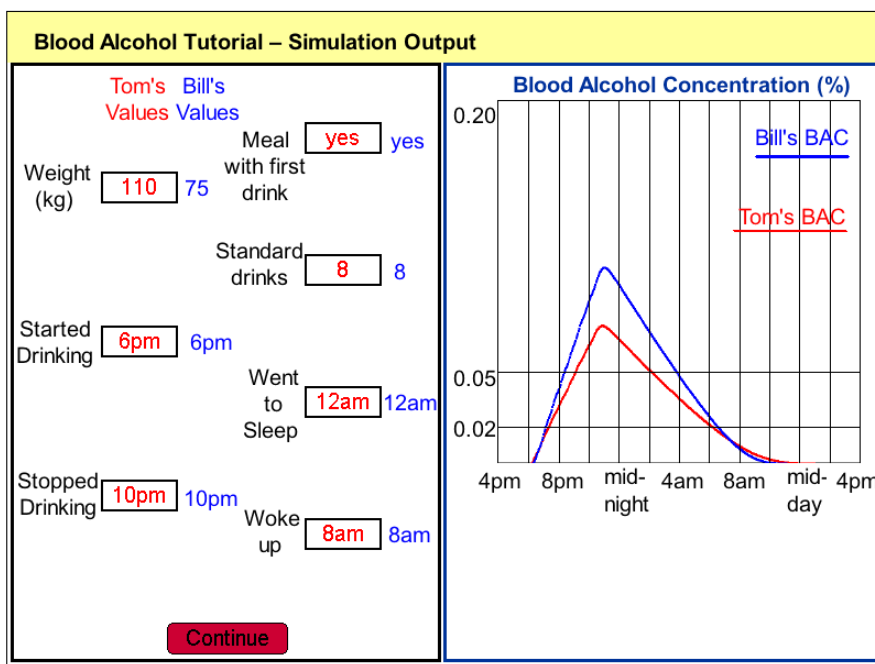 Blood Alcohol Tutorial – Simulation Output
Tom's Bill's
Values Values
Meal
with first
drink
yes yes
Weight
(kg)
110 75
Standard
drinks
8 8
Started
Drinking
6pm 6pm
Went
to
Sleep
12am 12am
Stopped
Drinking
10pm 10pm
Woke
up
8am 8am
Continue
Blood Alcohol Concentration (%)
0.20
Bill's BAC
Tom's BAC
0.05
0.02
4pm 8pm mid- 4am 8am mid- 4pm
night day